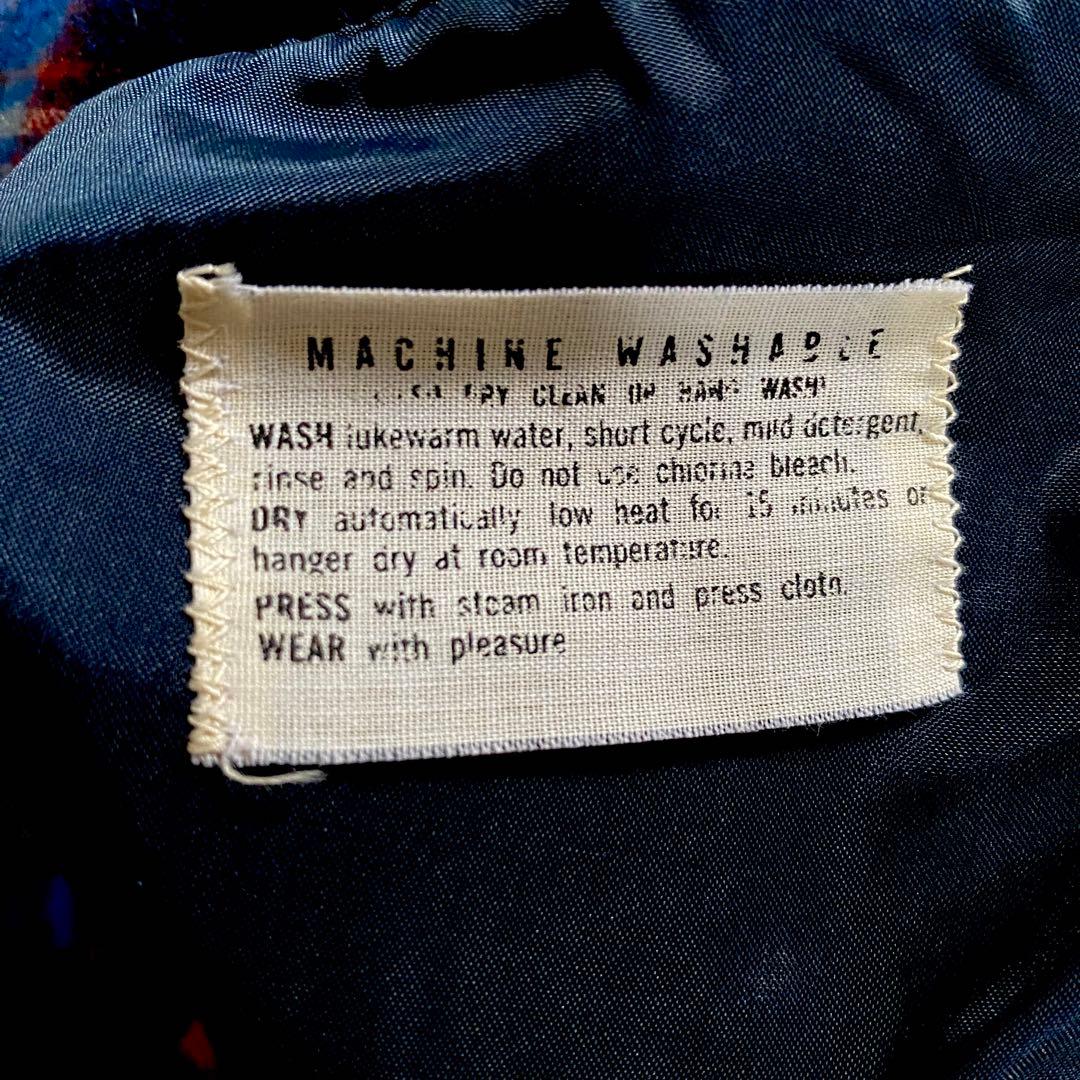 MACHINE WASHABLE
DRY CLEAN OR HAND WASH)
WASH lukewarm water, short cycle, mild detergent,
rinse and spin. Do not use chlorine bleach.
DRY automatically low heat for 15 minutes or
hanger dry at room temperature.
PRESS with steam iron and press cloth.
WEAR with pleasure